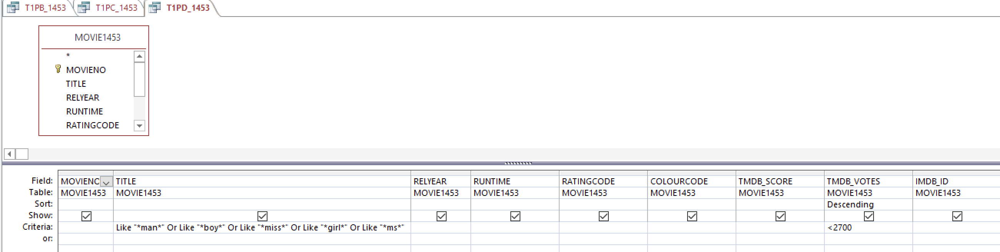 T1PB_1453 T1PC_1453 T1PD_1453
MOVIE1453
*
MOVIENO
TITLE
RELYEAR
RUNTIME
RATINGCODE
Field: MOVIENO TITLE RELYEAR RUNTIME RATINGCODE COLOURCODE TMDB_SCORE TMDB_VOTES IMDB_ID
Table: MOVIE1453 MOVIE1453 MOVIE1453 MOVIE1453 MOVIE1453 MOVIE1453 MOVIE1453 MOVIE1453 MOVIE1453
Sort: Descending
Show:
Criteria: Like "*man*" Or Like "*boy*" Or Like "*miss*" Or Like "*girl*" Or Like "*ms*" <2700
or: